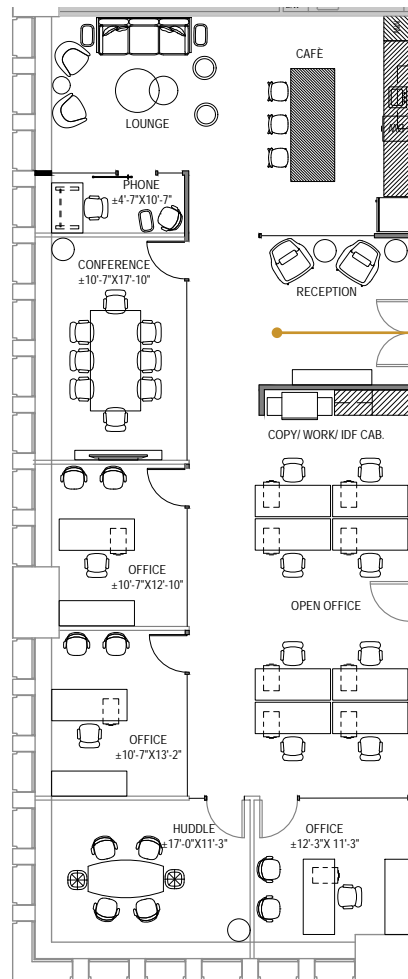 CAFÈ
LOUNGE
DW
PHONE
±4'-7"X10'-7"
CONFERENCE
±10'-7"X17'-10"
RECEPTION
COPY/ WORK/ IDF CAB.
OFFICE
±10'-7"X12'-10"
OPEN OFFICE
OFFICE
±10'-7"X13'-2"
HUDDLE
±17'-0"X11'-3"
OFFICE
±12'-3"X 11'-3"